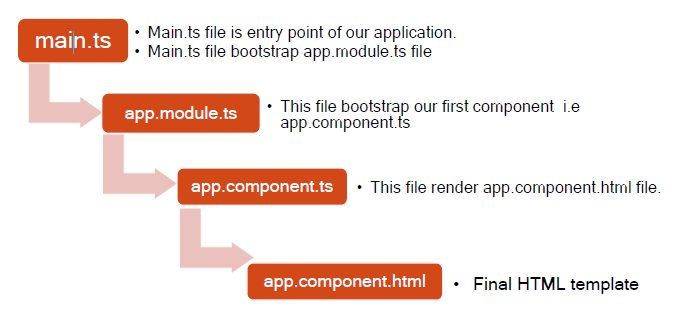 main.ts
• Main.ts file is entry point of our application.
• Main.ts file bootstrap app.module.ts file
app.module.ts
• This file bootstrap our first component i.e
app.component.ts
app.component.ts
• This file render app.component.html file.
app.component.html
• Final HTML template